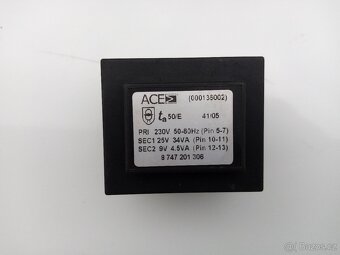 ACE (000135002)
ta 50/E 41/05
PRI 230V 50-60Hz (Pin 5-7)
SEC1 25V 34VA (Pin 10-11)
SEC2 9V 4.5VA (Pin 12-13)
8 747 201 306